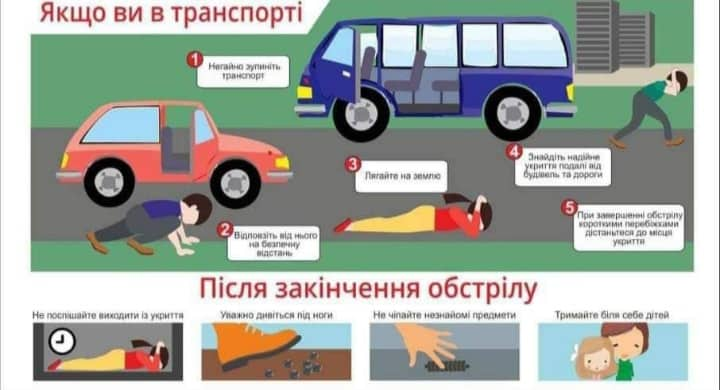 Якщо ви в транспорті
1
Негайно зупиніть
транспорт
2
Відповзіть від нього
на безпечну
відстань
3
Лягайте на землю
4
Знайдіть надійне
укриття подалі від
будівель та дороги
5
При завершенні обстрілу
короткими перебіжками
дістаньтеся до місця
укриття
Після закінчення обстрілу
Не поспішайте виходити із укриття
Уважно дивіться під ноги
Не чіпайте незнайомі предмети
Тримайте біля себе дітей